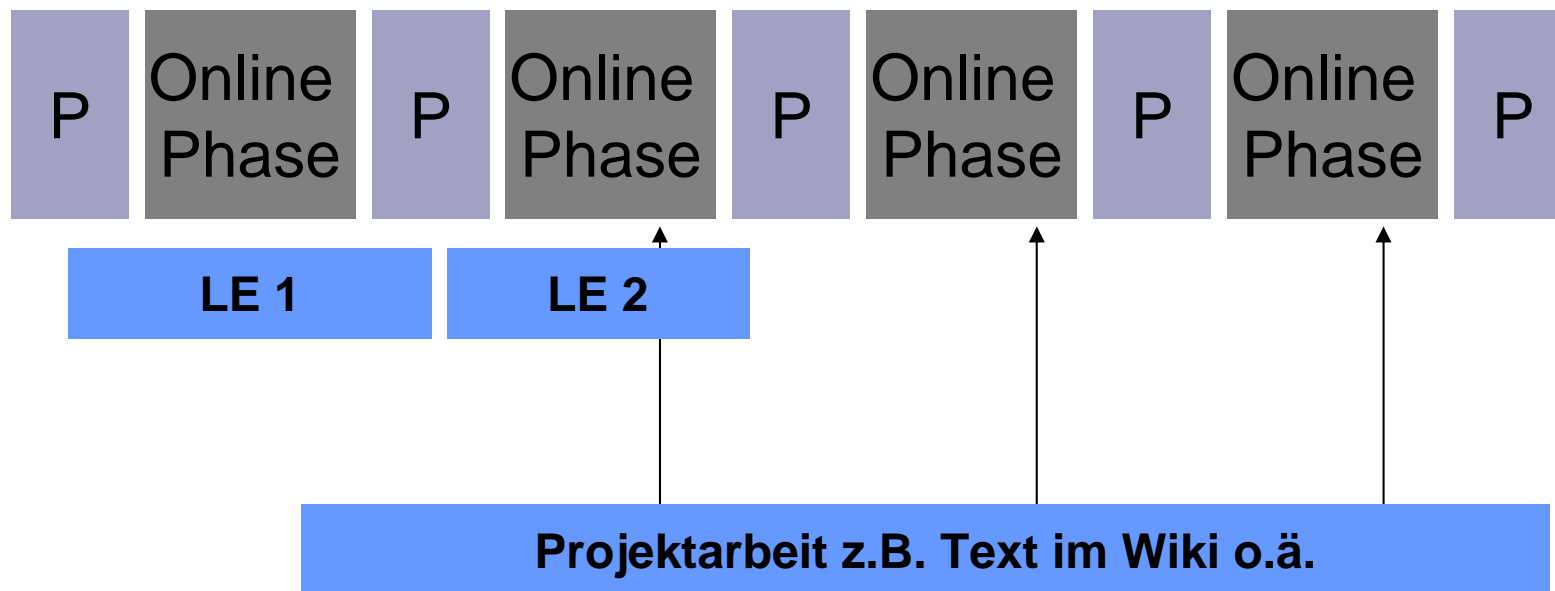 P
Online
Phase
P
Online
Phase
P
Online
Phase
P
Online
Phase
P
LE 1
LE 2
Projektarbeit z.B. Text im Wiki o.ä.